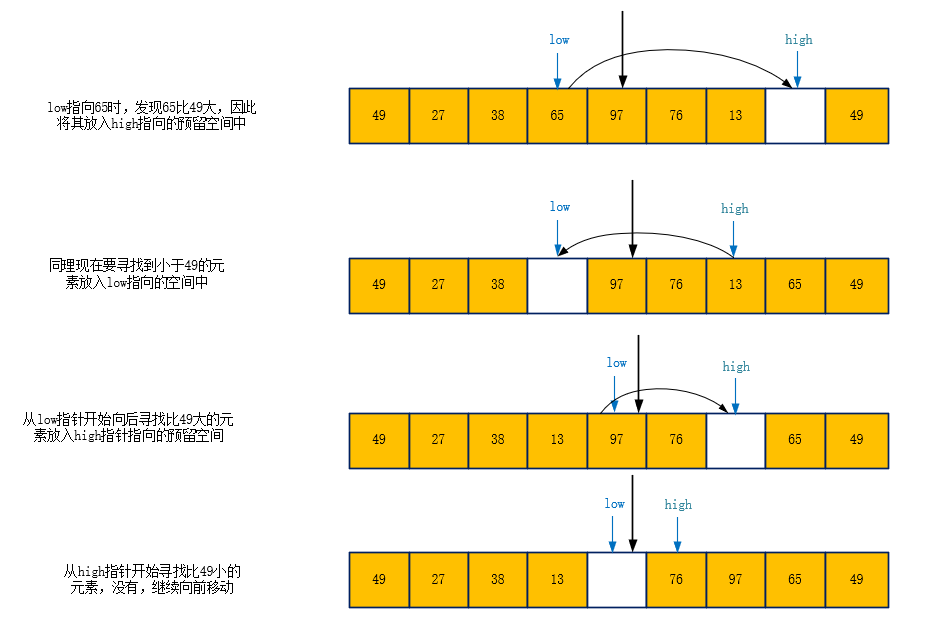 low high
low指向65时，发现65比49大，因此
将其放入high指向的预留空间中
49 27 38 65 97 76 13 49
low high
同理现在要寻找到小于49的元
素放入low指向的空间中
49 27 38 97 76 13 65 49
low high
从low指针开始向后寻找比49大的元
素放入high指针指向的预留空间
49 27 38 13 97 76 65 49
low high
从high指针开始寻找比49小的
元素，没有，继续向前移动
49 27 38 13 76 97 65 49